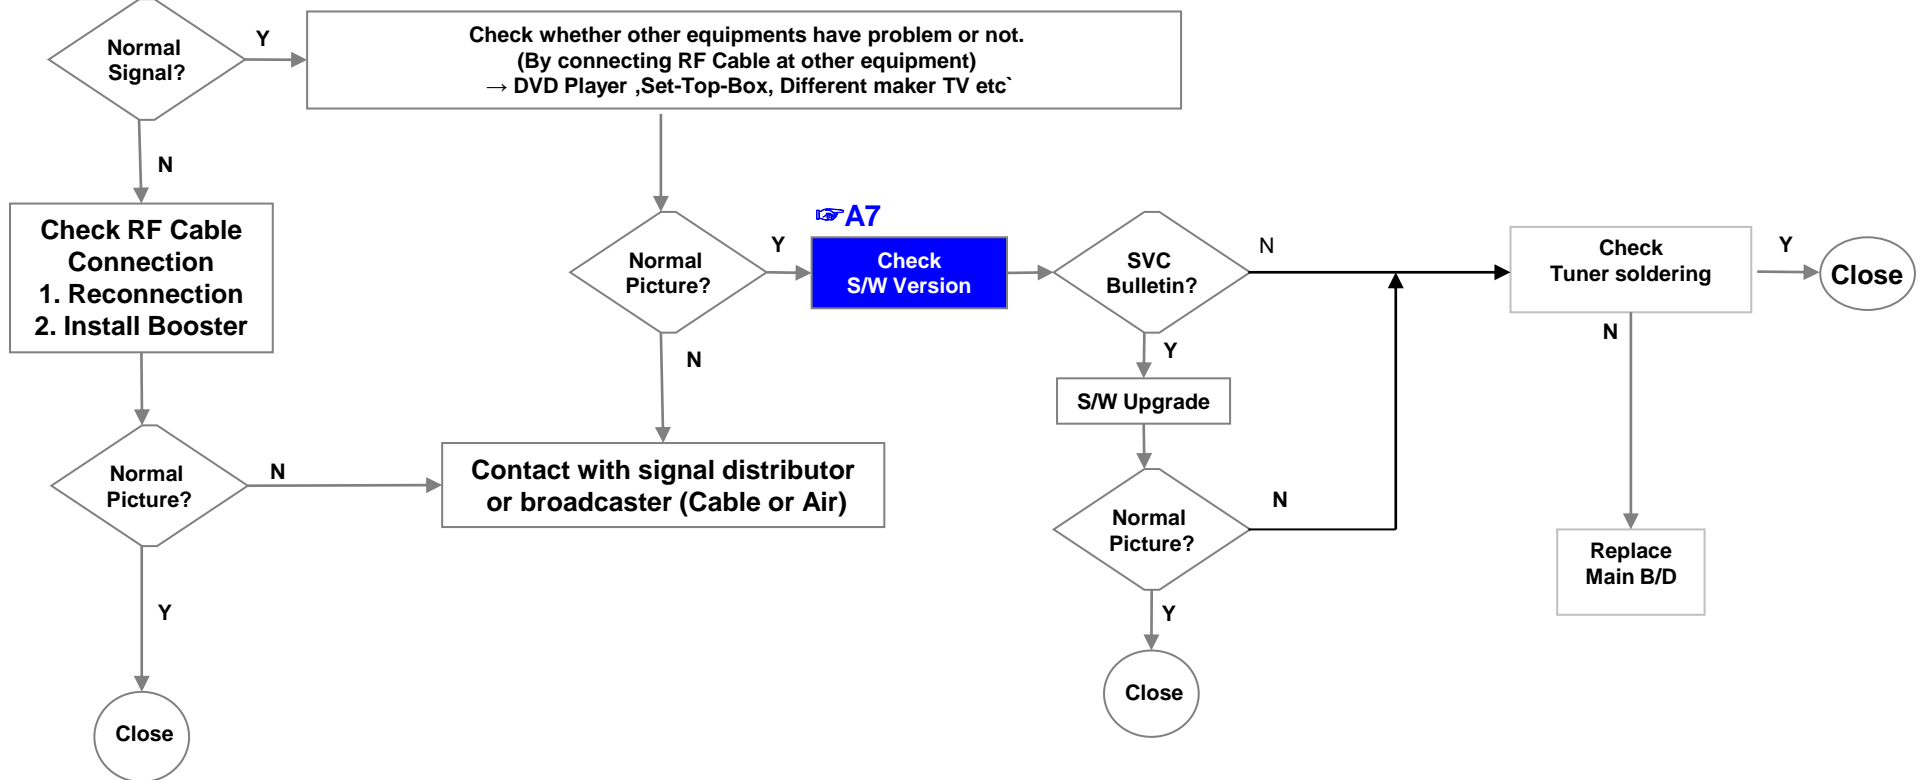 Normal
Signal?
Y
Check whether other equipments have problem or not.
(By connecting RF Cable at other equipment)
→ DVD Player ,Set-Top-Box, Different maker TV etc`
N
Check RF Cable
Connection
1. Reconnection
2. Install Booster
Normal
Picture?
N
Y
Close
Contact with signal distributor
or broadcaster (Cable or Air)
Normal
Picture?
Y
N
☞A7
Check
S/W Version
SVC
Bulletin?
N
Y
S/W Upgrade
Normal
Picture?
N
Y
Close
Check
Tuner soldering
Y
Close
N
Replace
Main B/D